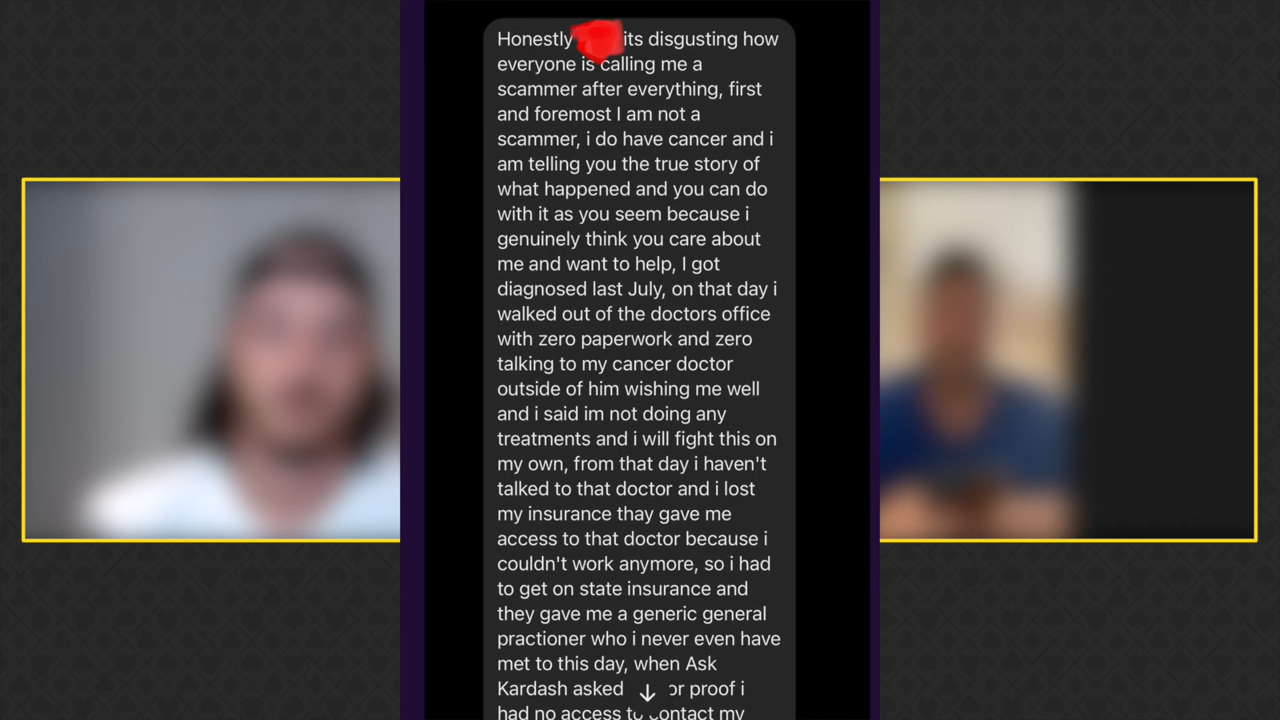 Honestly its disgusting how
everyone is calling me a
scammer after everything, first
and foremost I am not a
scammer, i do have cancer and i
am telling you the true story of
what happened and you can do
with it as you seem because i
genuinely think you care about
me and want to help, I got
diagnosed last July, on that day i
walked out of the doctors office
with zero paperwork and zero
talking to my cancer doctor
outside of him wishing me well
and i said im not doing any
treatments and i will fight this on
my own, from that day i haven't
talked to that doctor and i lost
my insurance thay gave me
access to that doctor because i
couldn't work anymore, so i had
to get on state insurance and
they gave me a generic general
practioner who i never even have
met to this day, when Ask
Kardash asked or proof i
had no access to contact my